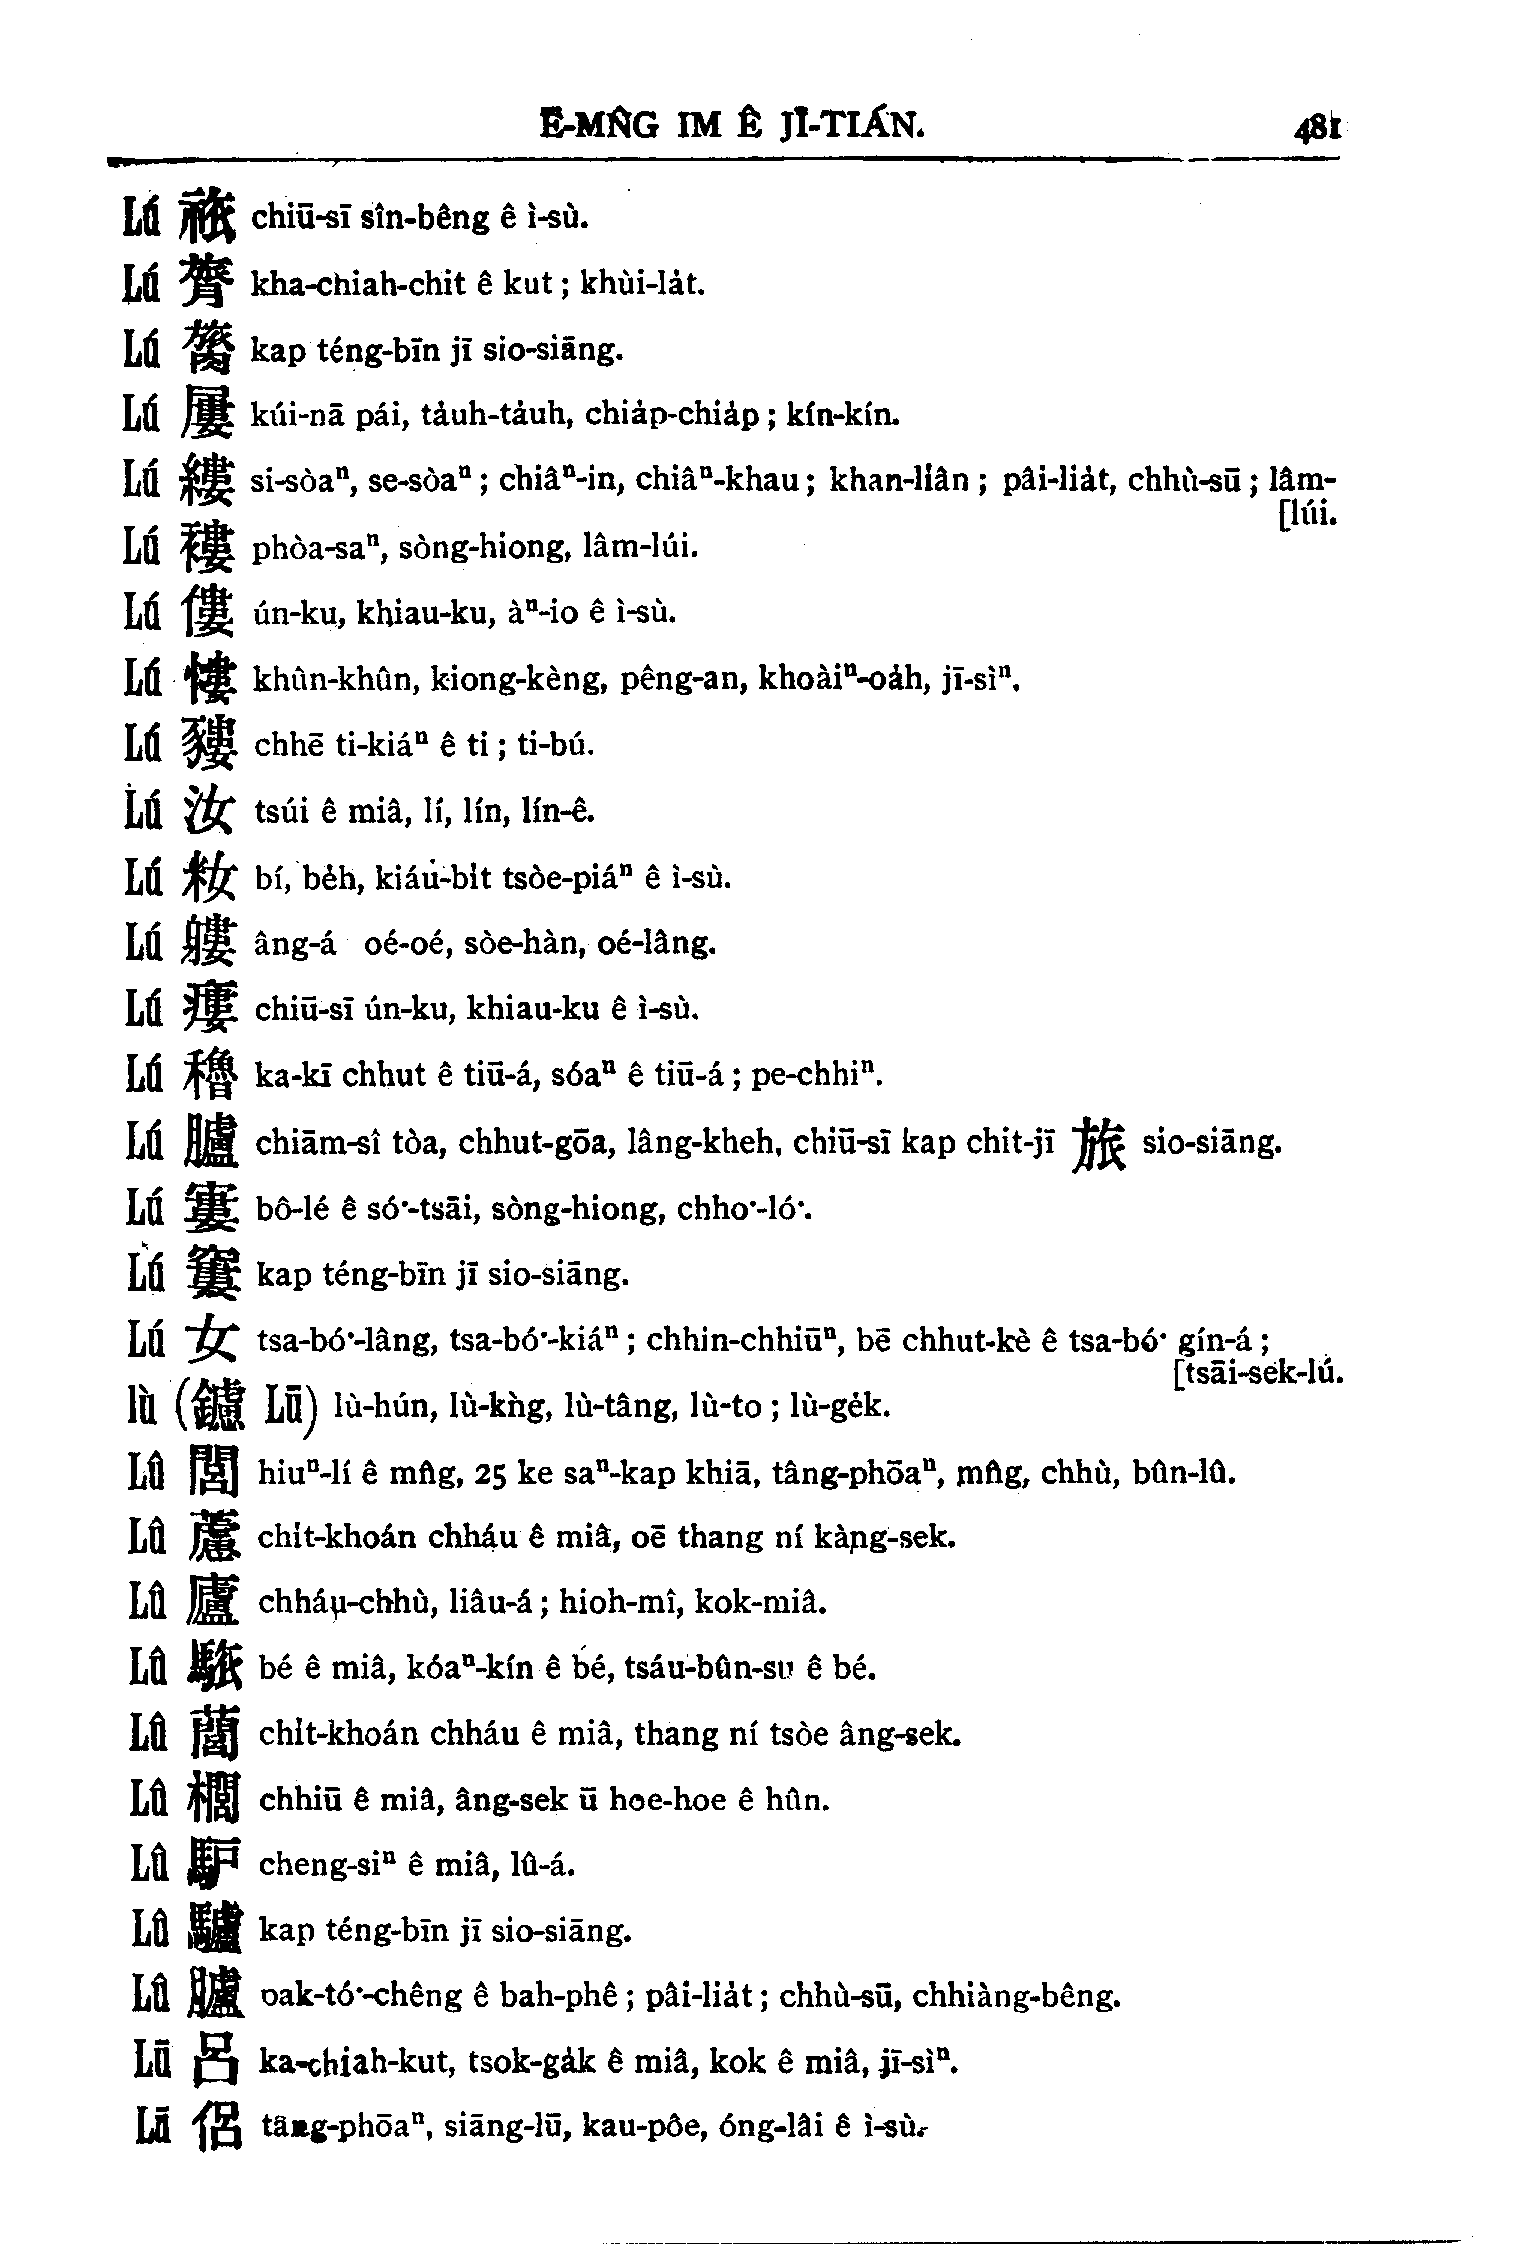 Ē-MN̂G IM Ê JĪ-TIÁN. 481
Lú 祣 chiū-sī sîn-bêng ê ì-sù.
Lú 膂 kha-chiah-chit ê kut ; khùi-la̍t.
Lú kap téng-bīn jī sio-siāng.
Lú 屢 kúi-nā pái, ta̍uh-ta̍uh, chia̍p-chia̍p ; kín-kín.
Lú 縷 si-sòaⁿ, se-sòaⁿ ; chiâⁿ-in, chiâⁿ-khau ; khan-liân ; pâi-lia̍t, chhù-sū ; lâm-
[lúi.
Lú 褸 phòa-saⁿ, sòng-hiong, lâm-lúi.
Lú 僂 ún-ku, khiau-ku, àⁿ-io ê ì-sù.
Lú 慺 khûn-khûn, kiong-kèng, pêng-an, khoàiⁿ-oa̍h, jī-sìⁿ.
Lú 貗 chhē ti-kiáⁿ ê ti ; ti-bú.
Lú 汝 tsúi ê miâ, lí, lín, lín-ê.
Lú 籹 bí, be̍h, kiáu-bi̍t tsòe-piáⁿ ê ì-sù.
Lú 軁 âng-á oé-oé, sòe-hàn, oé-lâng.
Lú 瘻 chiū-sī ún-ku, khiau-ku ê ì-sù.
Lú 穭 ka-kī chhut ê tiū-á, sóaⁿ ê tiū-á ; pe-chhiⁿ.
Lú 臚 chiām-sî tòa, chhut-gōa, lâng-kheh, chiū-sī kap chit-jī 旅 sio-siāng.
Lú 寠 bô-lé ê só͘-tsāi, sòng-hiong, chho͘-ló͘.
Lú 窶 kap téng-bīn jī sio-siāng.
Lú 女 tsa-bó͘-lâng, tsa-bó͘-kiáⁿ ; chhin-chhiūⁿ, bē chhut-kè ê tsa-bó͘ gín-á ;
[tsāi-sek-lú.
lù (鑢 Lū) lù-hún, lù-kǹg, lù-tâng, lù-to ; lù-ge̍k.
Lû 閭 hiuⁿ-lí ê mn̂g, 25 ke saⁿ-kap khiā, tâng-phōaⁿ, mn̂g, chhù, bûn-lû.
Lû 藘 chi̍t-khoán chháu ê miâ, oē thang ní kàng-sek.
Lû 廬 chháu-chhù, liâu-á ; hioh-mî, kok-miâ.
Lû bé ê miâ, kóaⁿ-kín ê bé, tsáu-bûn-su ê bé.
Lû 藺 chi̍t-khoán chháu ê miâ, thang ní tsòe âng-sek.
Lû 櫚 chhiū ê miâ, âng-sek ū hoe-hoe ê hûn.
Lû 馿 cheng-siⁿ ê miâ, lû-á.
Lû 驢 kap téng-bīn jī sio-siāng.
Lû 臚 oak-tó͘-chêng ê bah-phê ; pâi-lia̍t ; chhù-sū, chhiàng-bêng.
Lū 呂 ka-chiah-kut, tsok-ga̍k ê miâ, kok ê miâ, jī-sìⁿ.
Lū 侶 tâng-phōaⁿ, siāng-lū, kau-pôe, óng-lâi ê ì-sù.